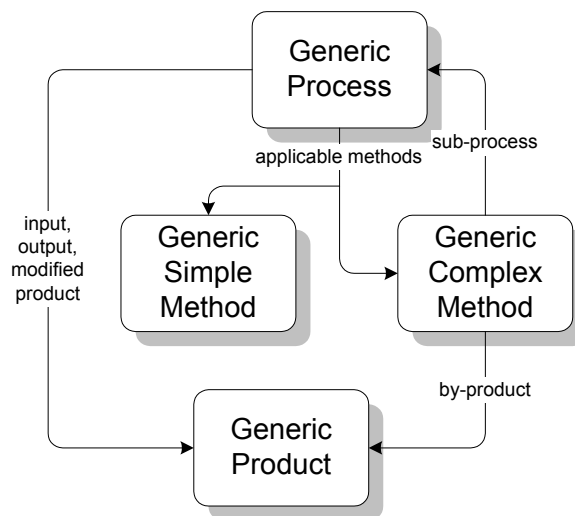 Generic
Process
applicable methods
sub-process
input,
output,
modified
product
Generic
Simple
Method
Generic
Complex
Method
by-product
Generic
Product